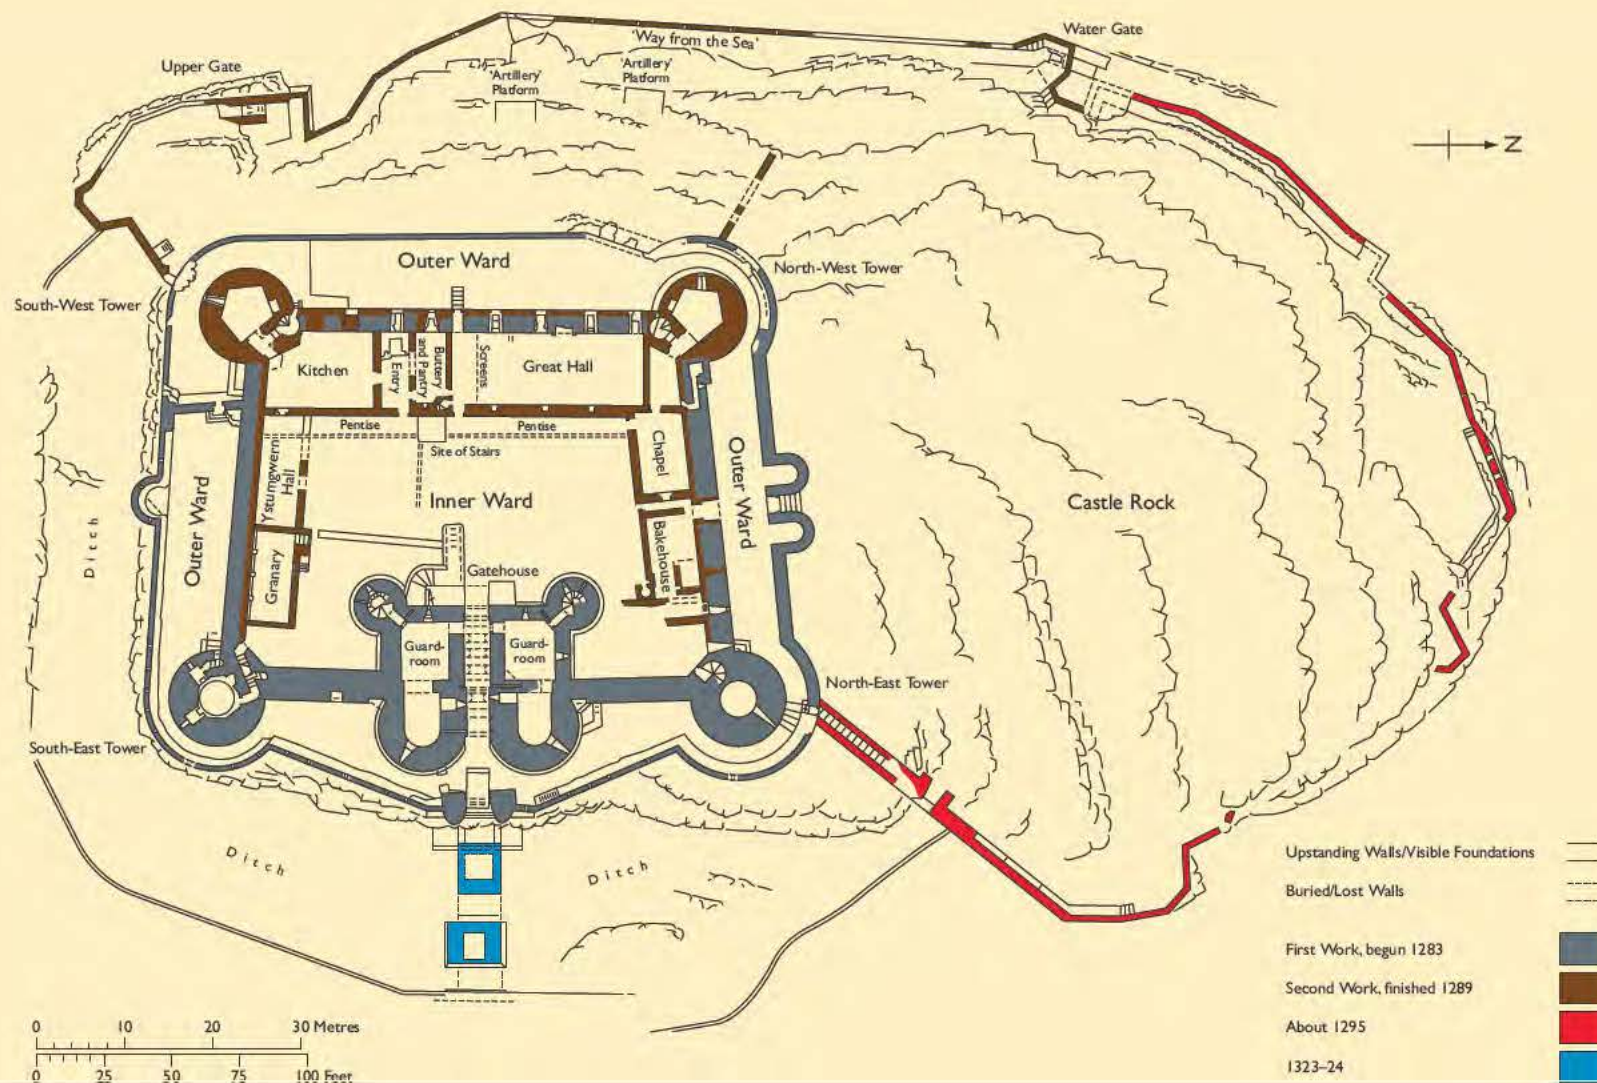 Water Gate
'Way from the Sea'
Upper Gate
'Artillery'
Platform
'Artillery'
Platform
N
Outer Ward
North-West Tower
South-West Tower
Kitchen
Entry
Buttery
and Pantry
Screens
Great Hall
Pentise
Pentise
Site of Stairs
Chapel
Ystumgwern
Hall
Inner Ward
Outer Ward
Outer Ward
Castle Rock
Ditch
Granary
Gatehouse
Bakehouse
Guard-
room
Guard-
room
North-East Tower
South-East Tower
Ditch
Ditch
Upstanding Walls/Visible Foundations
Buried/Lost Walls
First Work, begun 1283
Second Work, finished 1289
About 1295
1323–24
0 10 20 30 Metres
0 25 50 75 100 Feet